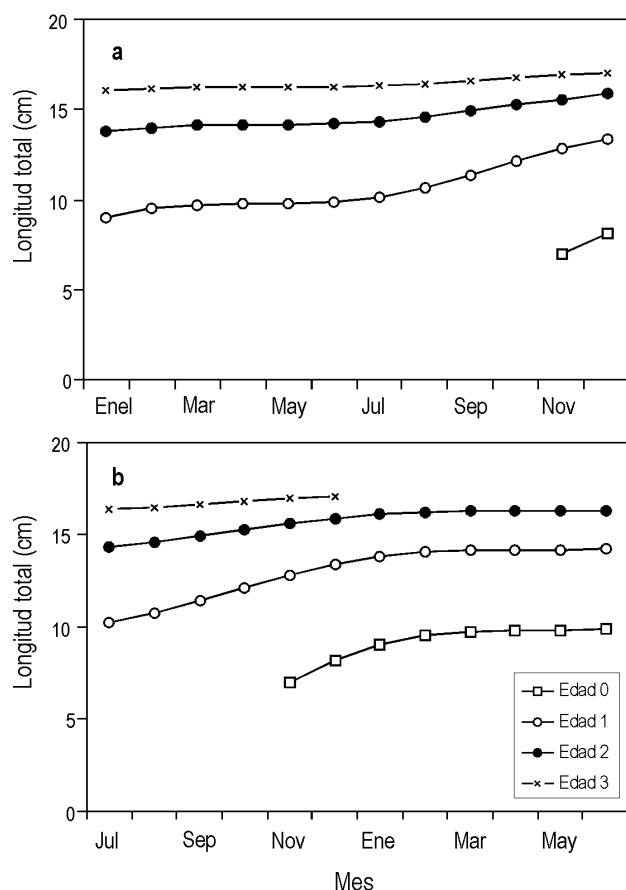 a
Longitud total (cm)
20
15
10
5
0
Enel Mar May Jul Sep Nov
b
Longitud total (cm)
20
15
10
5
0
Edad 0
Edad 1
Edad 2
Edad 3
Jul Sep Nov Ene Mar May
Mes